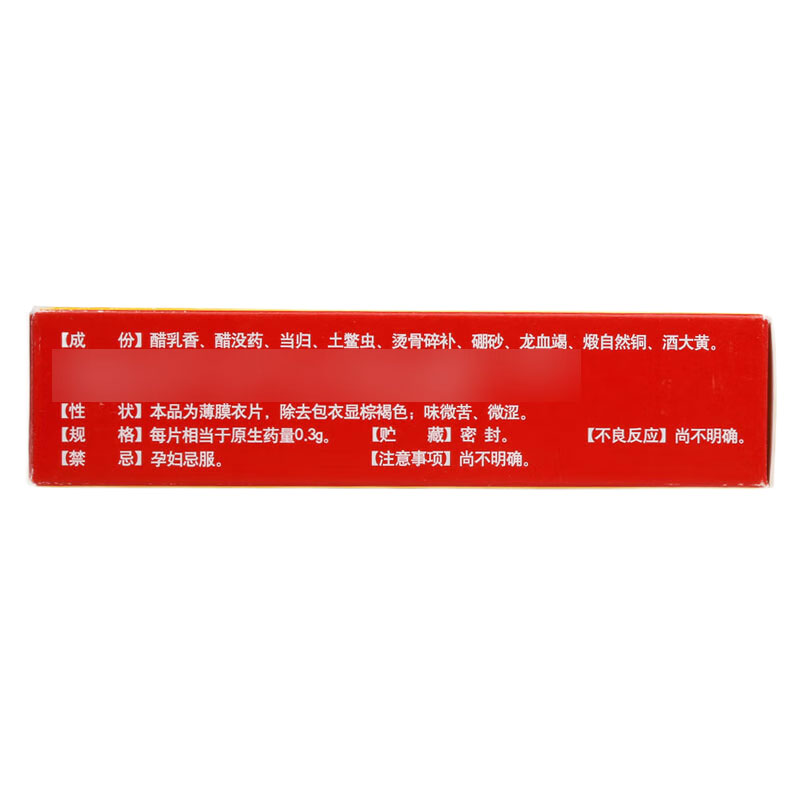 【成 份】醋乳香、醋没药、当归、土鳖虫、烫骨碎补、硼砂、龙血竭、煅自然铜、酒大黄。
【性 状】本品为薄膜衣片，除去包衣显棕褐色；味微苦、微涩。
【规 格】每片相当于原生药量0.3g。 【贮 藏】密封。 【不良反应】尚不明确。
【禁 忌】孕妇忌服。 【注意事项】尚不明确。